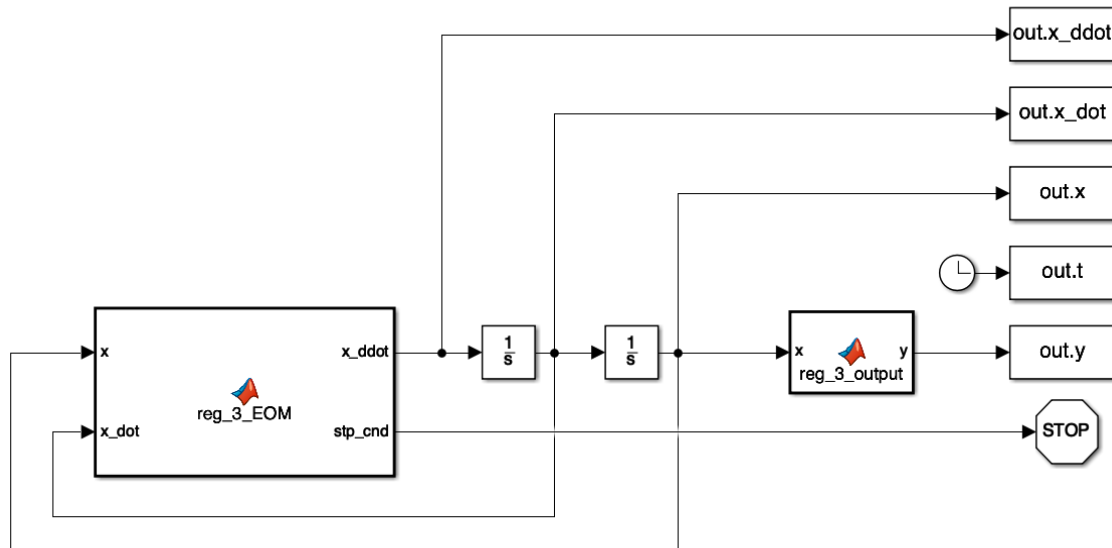 out.x_ddot
out.x_dot
out.x
out.t
x x_ddot
1
s
1
s
x y
reg_3_output
out.y
reg_3_EOM
x_dot stp_cnd
STOP